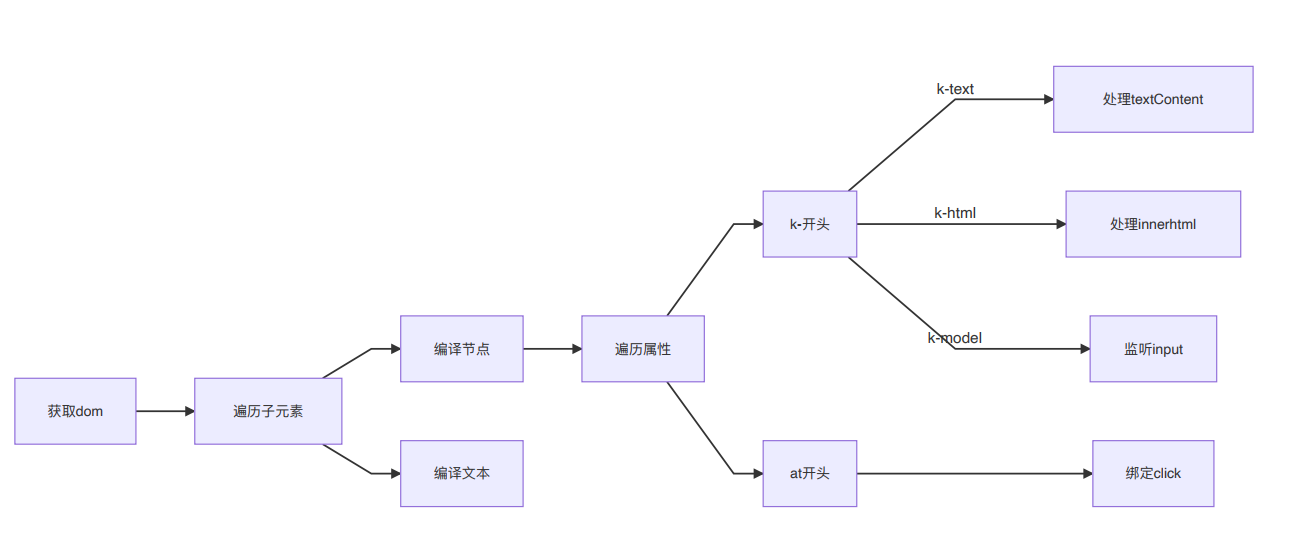 k-text
处理textContent
k-开头
k-html
处理innerhtml
k-model
编译节点
遍历属性
监听input
获取dom
遍历子元素
编译文本
at开头
绑定click